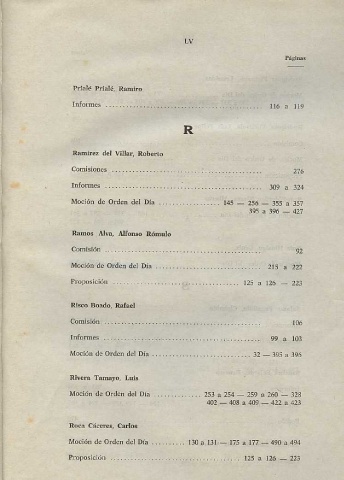 LV
Páginas
Prialé Prialé, Ramiro
Informes ........................................ 116 a 119
R
Ramírez del Villar, Roberto
Comisiones ........................................ 276
Informes ........................................ 309 a 324
Moción de Orden del Día ................ 145 — 256 — 355 a 357
395 a 396 — 427
Ramos Alva, Alfonso Rómulo
Comisión ........................................ 92
Moción de Orden del Día ............................ 215 a 222
Proposición ................................ 125 a 126 — 223
Risco Boado, Rafael
Comisión ........................................ 106
Informes ........................................ 99 a 103
Moción de Orden del Día ........................ 32 — 395 a 396
Rivera Tamayo, Luis
Moción de Orden del Día ............ 253 a 254 — 259 a 260 — 328
402 — 408 a 409 — 422 a 423
Roca Cáceres, Carlos
Moción de Orden del Día .......... 130 a 131 — 175 a 177 — 490 a 494
Proposición ................................ 125 a 126 — 223